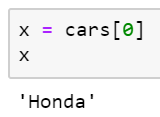 x = cars[0]
x
'Honda'